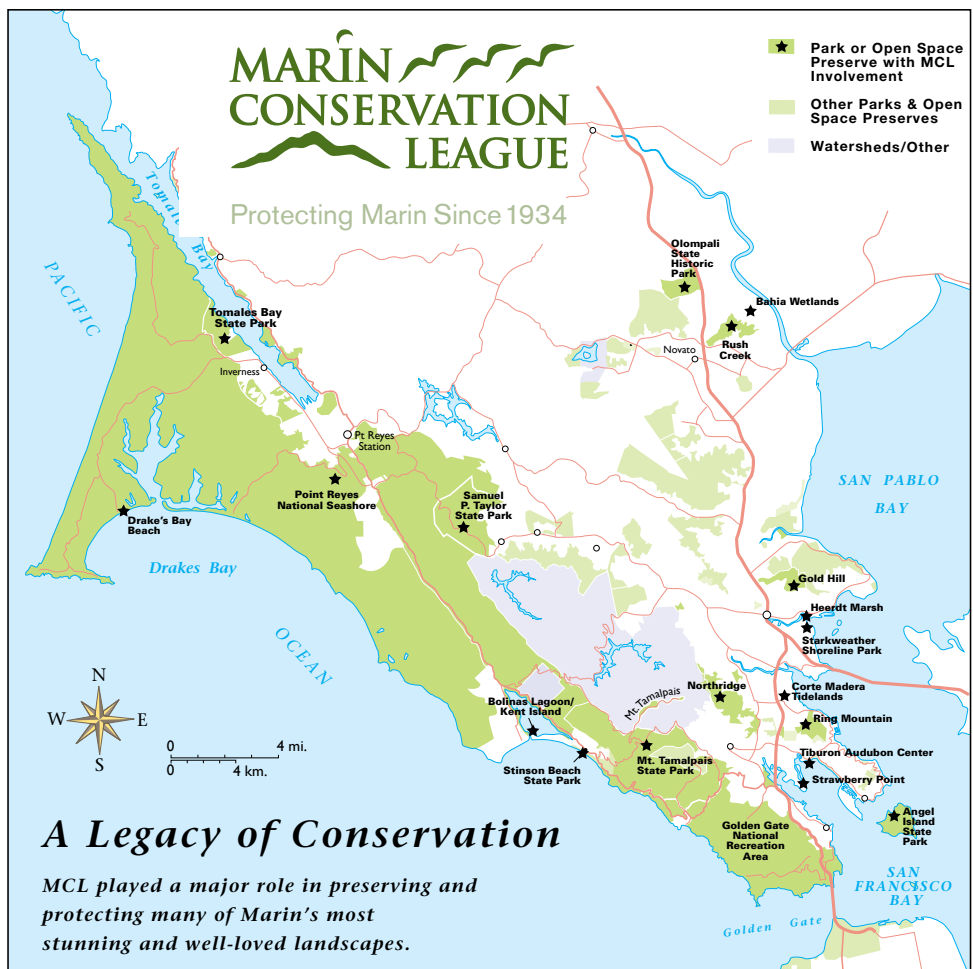 MARIN
CONSERVATION
LEAGUE
Protecting Marin Since 1934
Park or Open Space
Preserve with MCL
Involvement
Other Parks & Open
Space Preserves
Watersheds/Other
Tomales Bay
PACIFIC
OCEAN
Olompali
State
Historic
Park
Bahia Wetlands
Rush
Creek
Novato
Tomales Bay
State Park
Inverness
Pt Reyes
Station
Point Reyes
National Seashore
Samuel
P. Taylor
State Park
Drake's Bay
Beach
Drakes Bay
SAN PABLO
BAY
Gold Hill
Heerdt Marsh
Starkweather
Shoreline Park
Northridge
Corte Madera
Tidelands
Mt. Tamalpais
Ring Mountain
Bolinas Lagoon/
Kent Island
Tiburon Audubon Center
Stinson Beach
State Park
Mt. Tamalpais
State Park
Strawberry Point
Angel
Island
State
Park
Golden Gate
National
Recreation
Area
SAN
FRANCISCO
BAY
Golden Gate
N
W
E
S
0
4 mi.
0
4 km.
A Legacy of Conservation
MCL played a major role in preserving and
protecting many of Marin's most
stunning and well-loved landscapes.